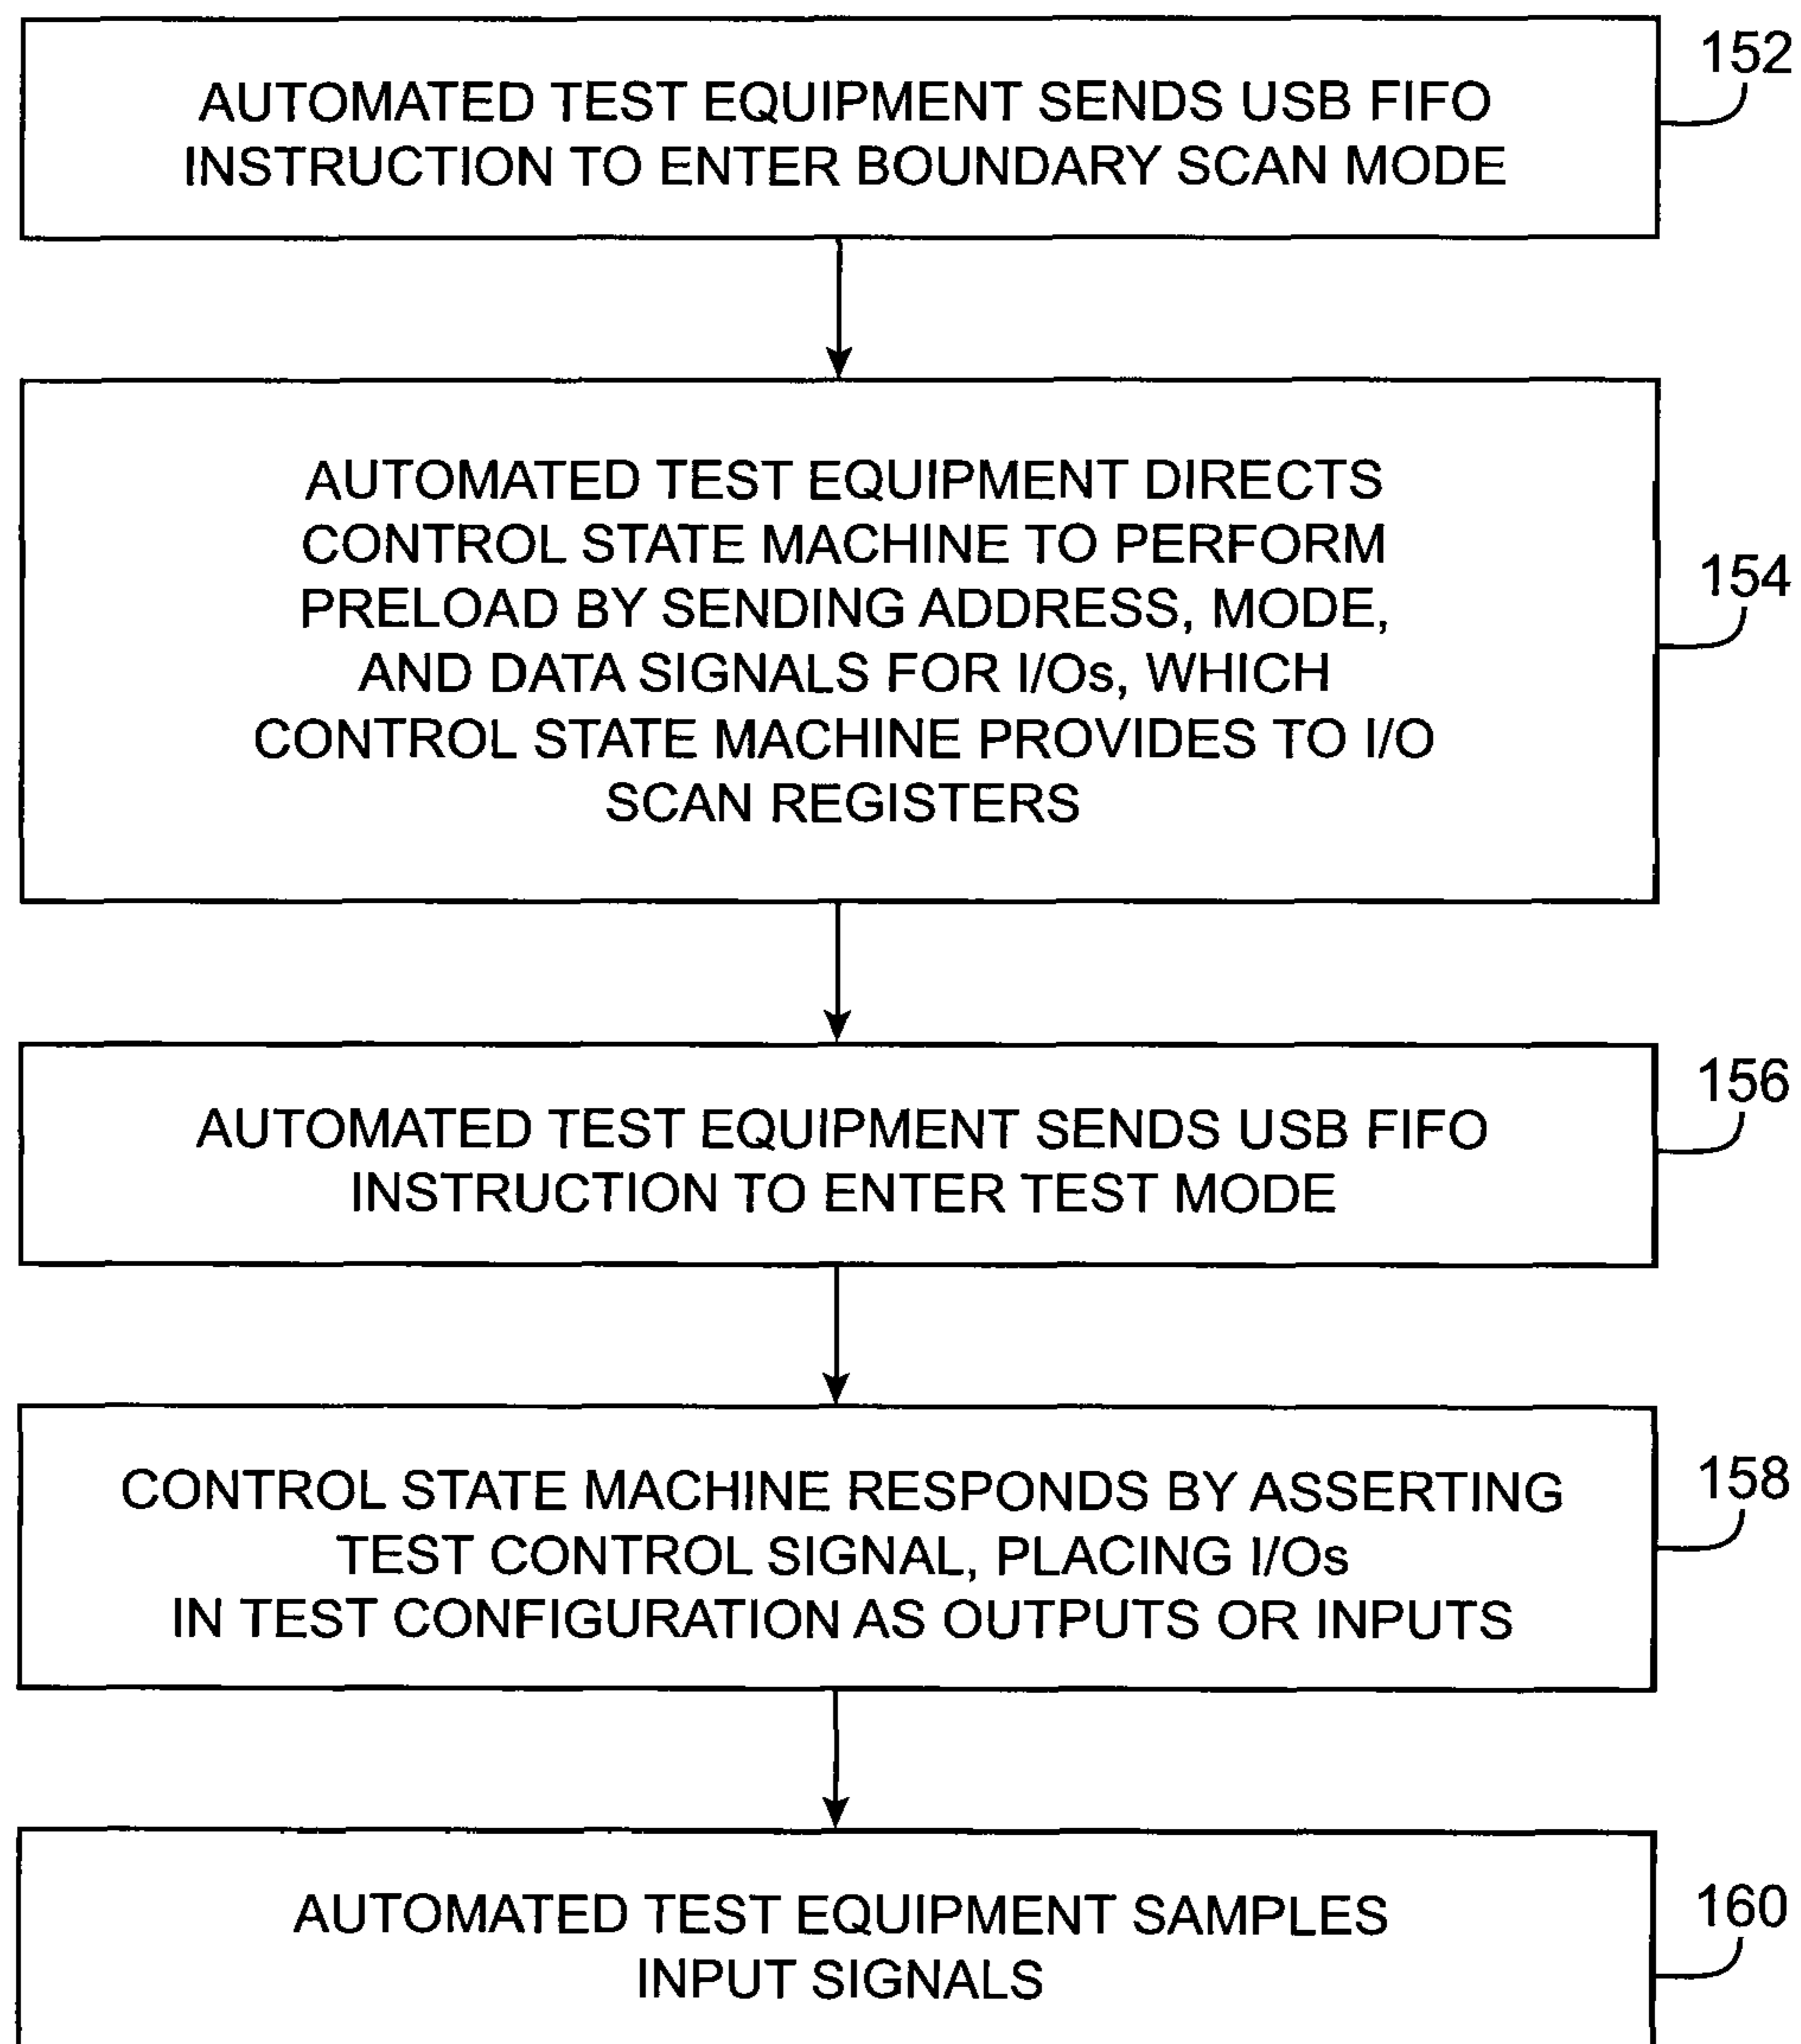 152
AUTOMATED TEST EQUIPMENT SENDS USB FIFO
INSTRUCTION TO ENTER BOUNDARY SCAN MODE
AUTOMATED TEST EQUIPMENT DIRECTS
CONTROL STATE MACHINE TO PERFORM
154
PRELOAD BY SENDING ADDRESS, MODE,
AND DATA SIGNALS FOR I/Os, WHICH
CONTROL STATE MACHINE PROVIDES TO I/O
SCAN REGISTERS
156
AUTOMATED TEST EQUIPMENT SENDS USB FIFO
INSTRUCTION TO ENTER TEST MODE
158
CONTROL STATE MACHINE RESPONDS BY ASSERTING
TEST CONTROL SIGNAL, PLACING I/Os
IN TEST CONFIGURATION AS OUTPUTS OR INPUTS
160
AUTOMATED TEST EQUIPMENT SAMPLES
INPUT SIGNALS